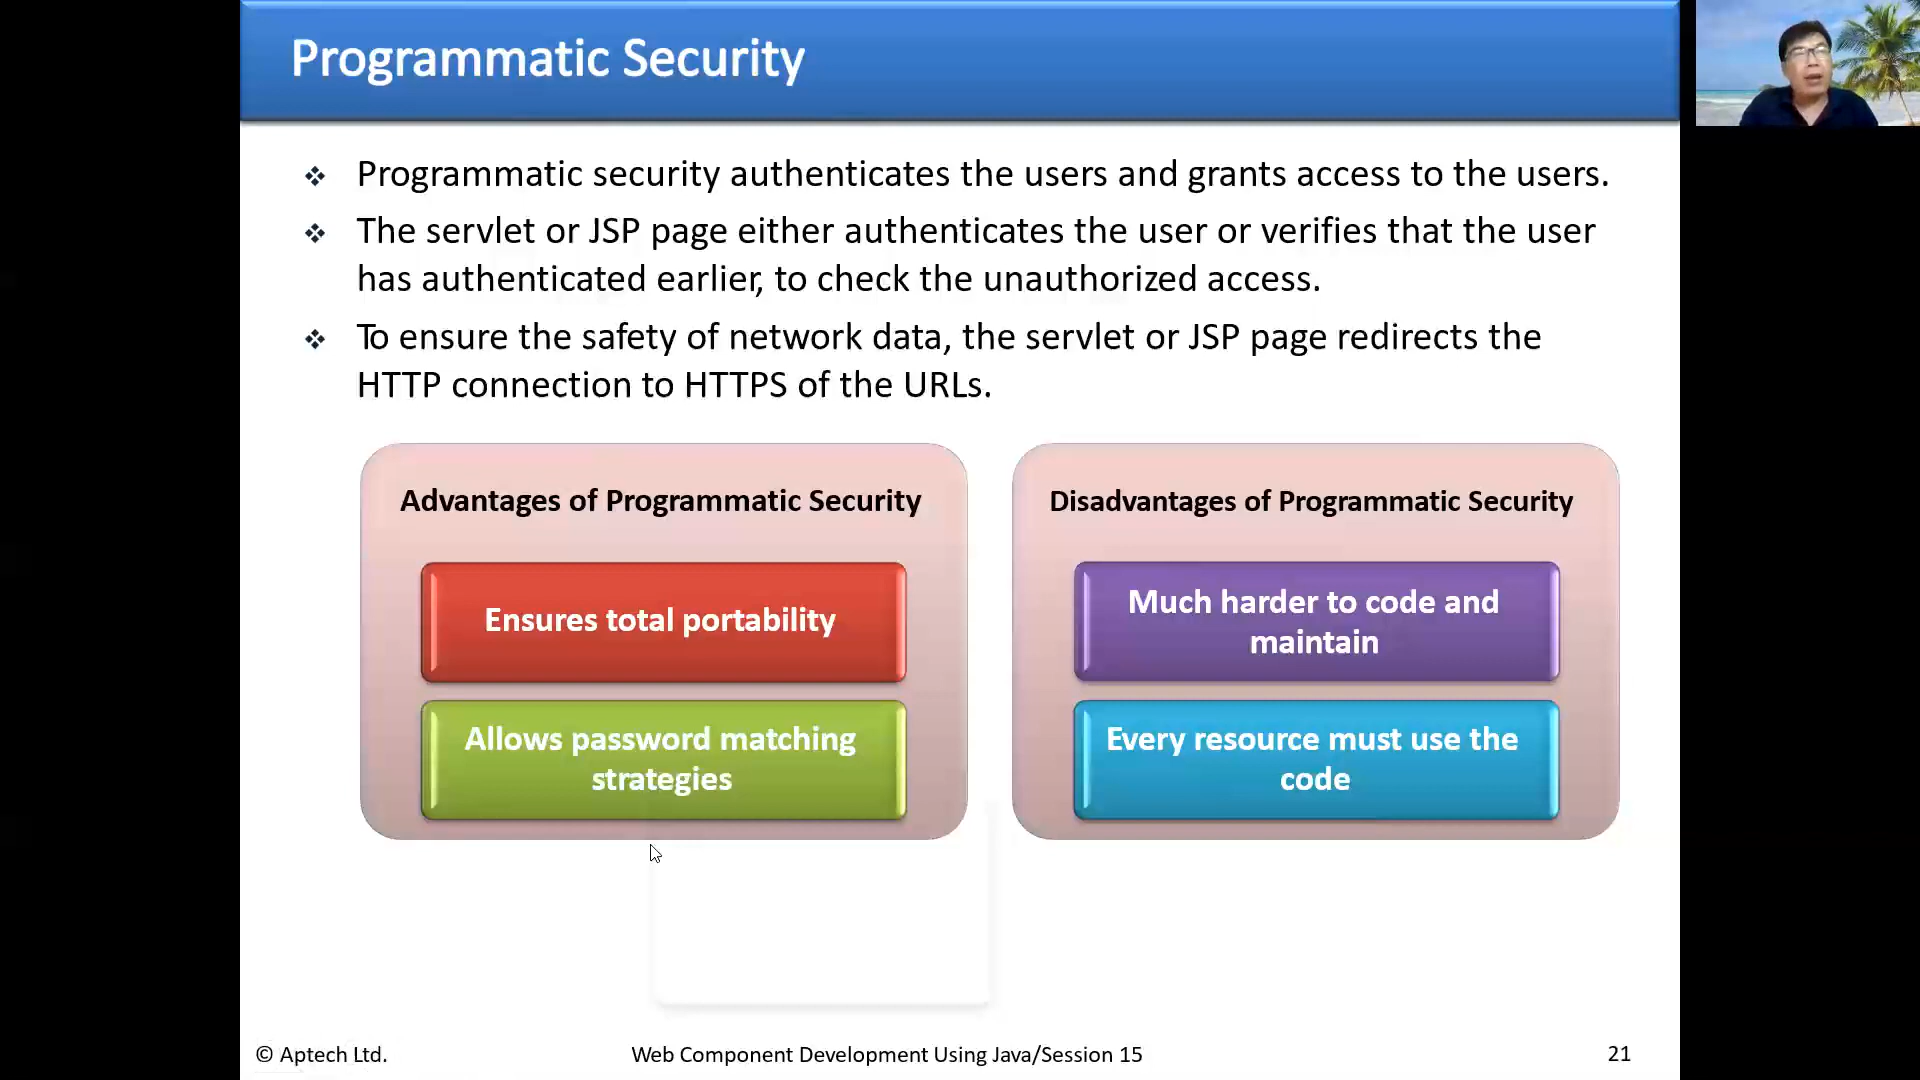 Programmatic Security
Programmatic security authenticates the users and grants access to the users.
The servlet or JSP page either authenticates the user or verifies that the user
has authenticated earlier, to check the unauthorized access.
To ensure the safety of network data, the servlet or JSP page redirects the
HTTP connection to HTTPS of the URLs.
Advantages of Programmatic Security
Ensures total portability
Allows password matching
strategies
Disadvantages of Programmatic Security
Much harder to code and
maintain
Every resource must use the
code
© Aptech Ltd.
Web Component Development Using Java/Session 15
21